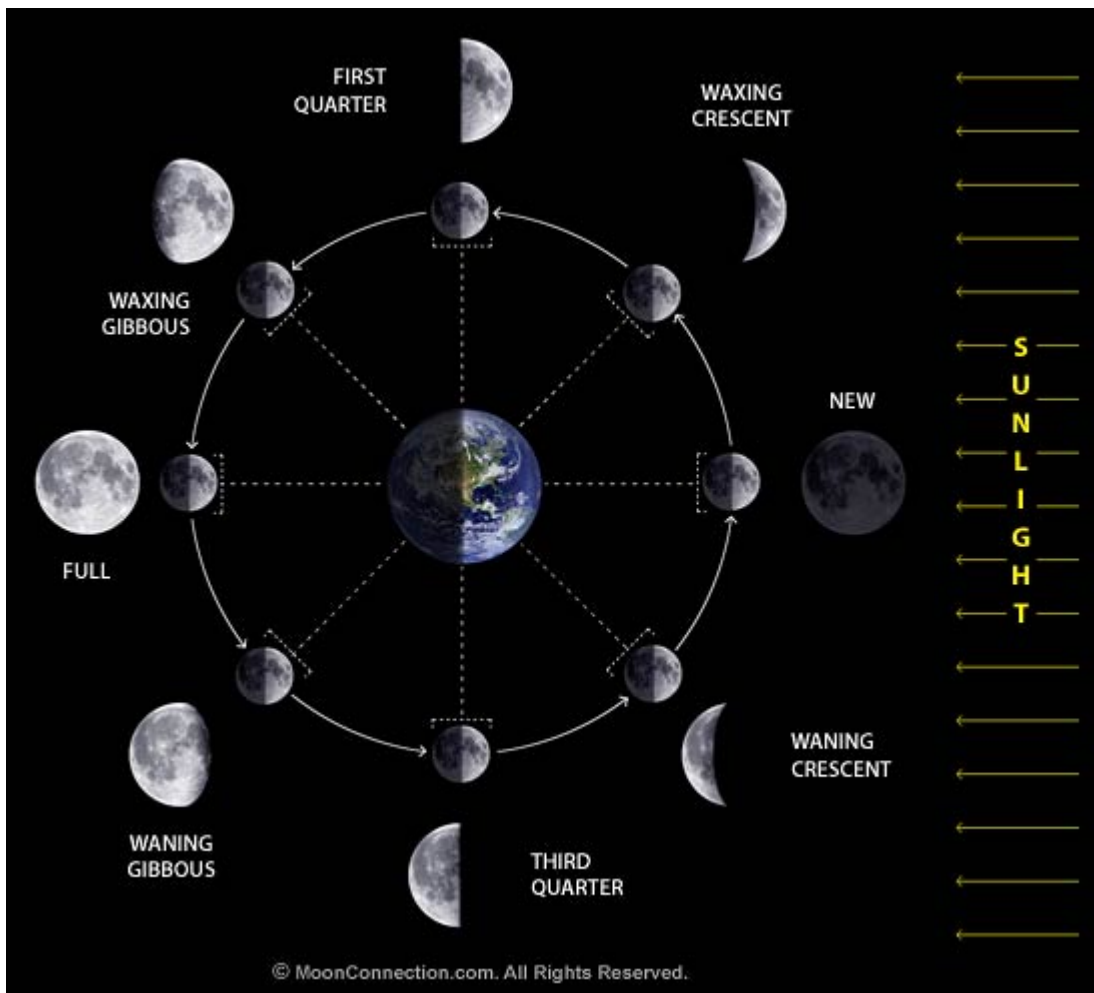 FIRST
QUARTER
WAXING
CRESCENT
WAXING
GIBBOUS
NEW
SUNLIGHT
FULL
WANING
CRESCENT
WANING
GIBBOUS
THIRD
QUARTER
© MoonConnection.com. All Rights Reserved.